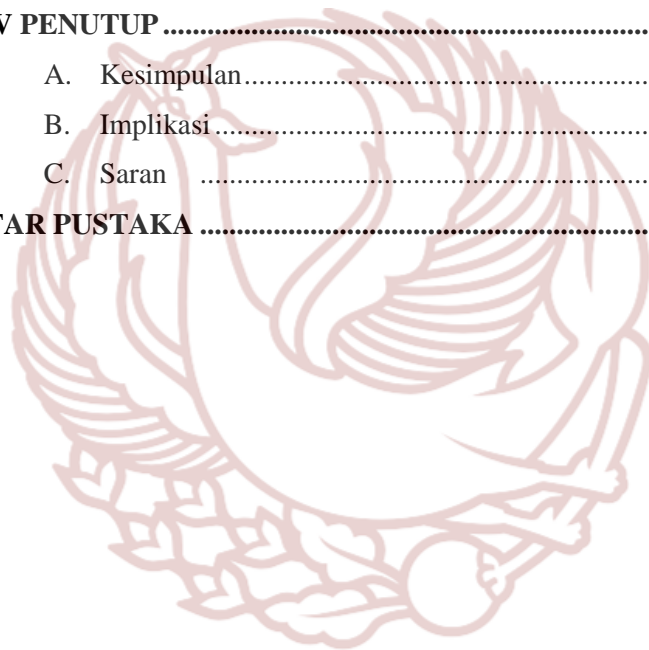 V PENUTUP ............................................................
A. Kesimpulan..................................................
B. Implikasi ......................................................
C. Saran ........................................................
TAR PUSTAKA .......................................................